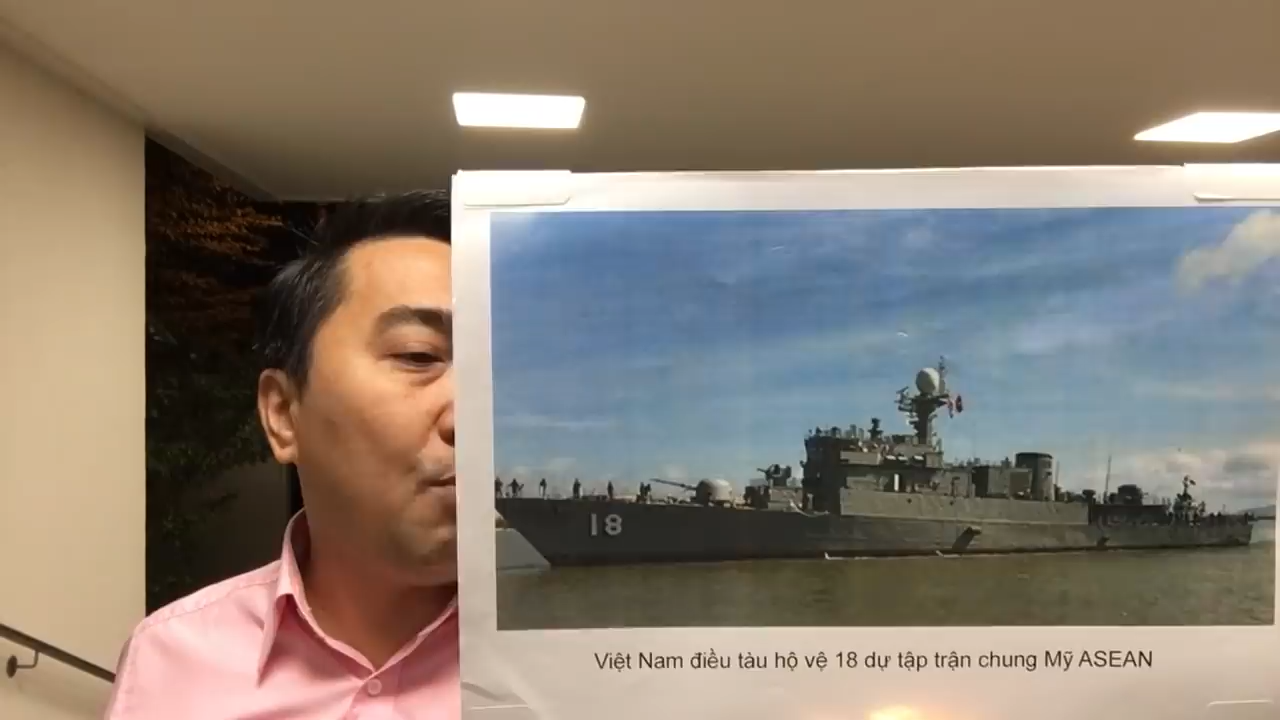 18
Việt Nam điều tàu hộ vệ 18 dự tập trận chung Mỹ ASEAN